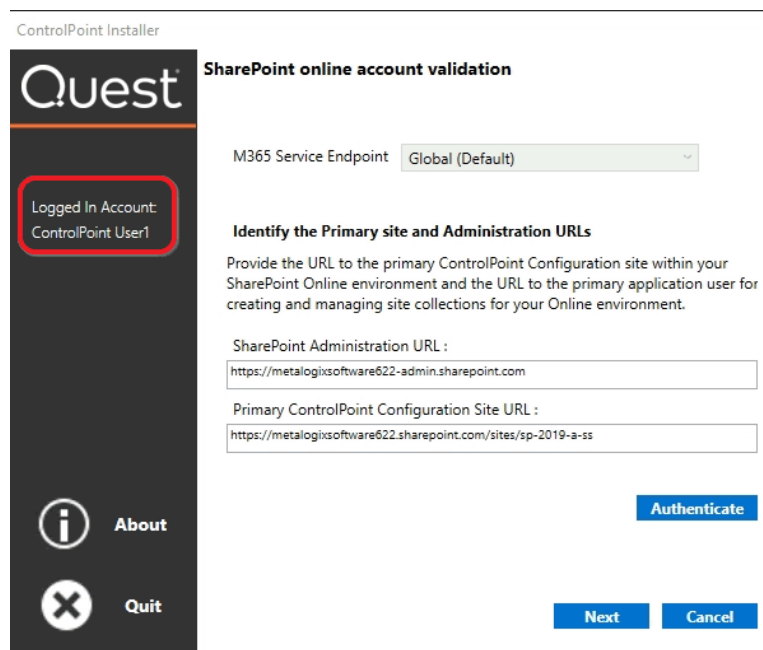 ControlPoint Installer
Quest
SharePoint online account validation
M365 Service Endpoint
Global (Default)
Logged In Account:
ControlPoint User1
Identify the Primary site and Administration URLs
Provide the URL to the primary ControlPoint Configuration site within your
SharePoint Online environment and the URL to the primary application user for
creating and managing site collections for your Online environment.
SharePoint Administration URL :
https://metalogixsoftware622-admin.sharepoint.com
Primary ControlPoint Configuration Site URL :
https://metalogixsoftware622.sharepoint.com/sites/sp-2019-a-ss
Authenticate
About
Quit
Next
Cancel